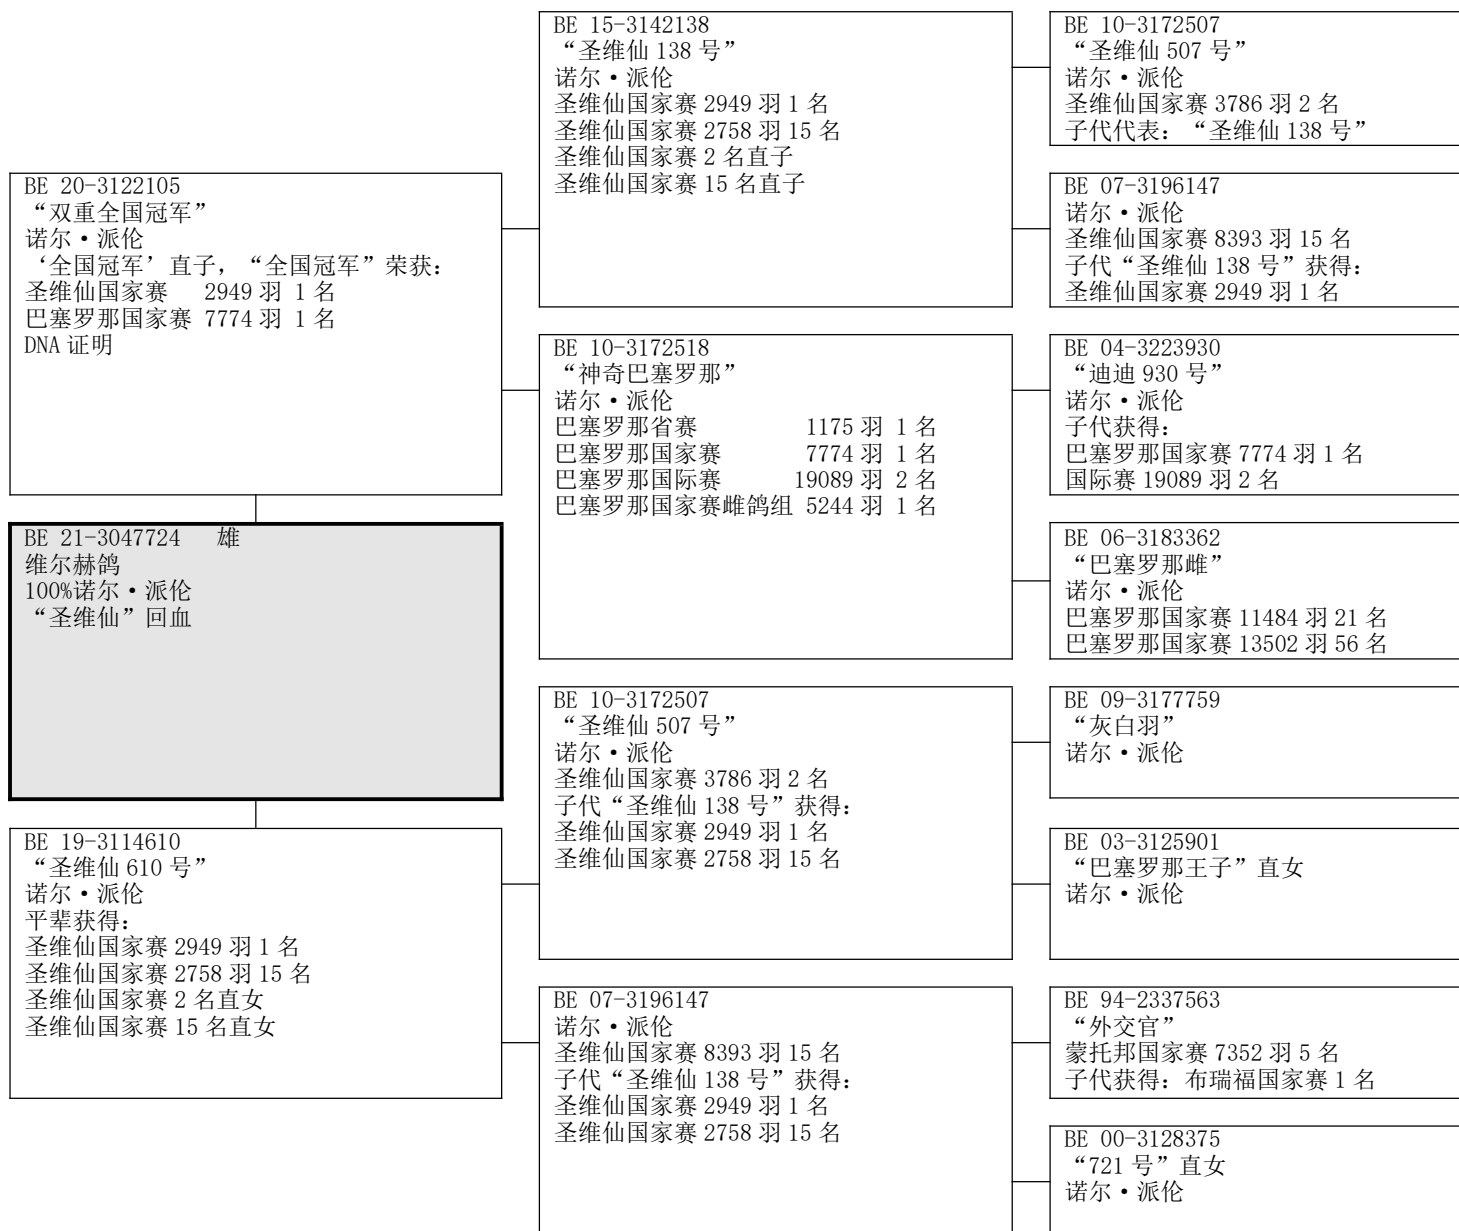 BE 20-3122105
“双重全国冠军”
诺尔·派伦
‘全国冠军’直子，“全国冠军”荣获：
圣维仙国家赛 2949 羽 1 名
巴塞罗那国家赛 7774 羽 1 名
DNA 证明
BE 21-3047724 雄
维尔赫鸽
100%诺尔·派伦
“圣维仙”回血
BE 19-3114610
“圣维仙 610 号”
诺尔·派伦
平辈获得：
圣维仙国家赛 2949 羽 1 名
圣维仙国家赛 2758 羽 15 名
圣维仙国家赛 2 名直女
圣维仙国家赛 15 名直女
BE 15-3142138
“圣维仙 138 号”
诺尔·派伦
圣维仙国家赛 2949 羽 1 名
圣维仙国家赛 2758 羽 15 名
圣维仙国家赛 2 名直子
圣维仙国家赛 15 名直子
BE 10-3172518
“神奇巴塞罗那”
诺尔·派伦
巴塞罗那省赛 1175 羽 1 名
巴塞罗那国家赛 7774 羽 1 名
巴塞罗那国际赛 19089 羽 2 名
巴塞罗那国家赛雌鸽组 5244 羽 1 名
BE 10-3172507
“圣维仙 507 号”
诺尔·派伦
圣维仙国家赛 3786 羽 2 名
子代“圣维仙 138 号”获得：
圣维仙国家赛 2949 羽 1 名
圣维仙国家赛 2758 羽 15 名
BE 07-3196147
诺尔·派伦
圣维仙国家赛 8393 羽 15 名
子代“圣维仙 138 号”获得：
圣维仙国家赛 2949 羽 1 名
圣维仙国家赛 2758 羽 15 名
BE 10-3172507
“圣维仙 507 号”
诺尔·派伦
圣维仙国家赛 3786 羽 2 名
子代代表：“圣维仙 138 号”
BE 07-3196147
诺尔·派伦
圣维仙国家赛 8393 羽 15 名
子代“圣维仙 138 号”获得：
圣维仙国家赛 2949 羽 1 名
BE 04-3223930
“迪迪 930 号”
诺尔·派伦
子代获得：
巴塞罗那国家赛 7774 羽 1 名
国际赛 19089 羽 2 名
BE 06-3183362
“巴塞罗那雌”
诺尔·派伦
巴塞罗那国家赛 11484 羽 21 名
巴塞罗那国家赛 13502 羽 56 名
BE 09-3177759
“灰白羽”
诺尔·派伦
BE 03-3125901
“巴塞罗那王子”直女
诺尔·派伦
BE 94-2337563
“外交官”
蒙托邦国家赛 7352 羽 5 名
子代获得：布瑞福国家赛 1 名
BE 00-3128375
“721 号”直女
诺尔·派伦